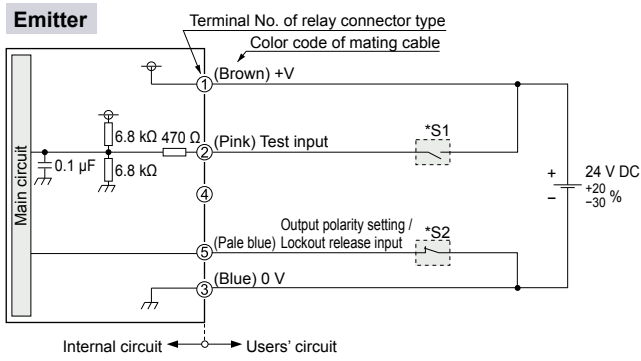 Emitter
Terminal No. of relay connector type
Color code of mating cable
1 (Brown) +V
6.8 kΩ 470 Ω
2 (Pink) Test input
*S1
0.1 µF
6.8 kΩ
Main circuit
4
+ 24 V DC
− +20
−30 %
Output polarity setting /
5 (Pale blue) Lockout release input
*S2
3 (Blue) 0 V
Internal circuit Users' circuit